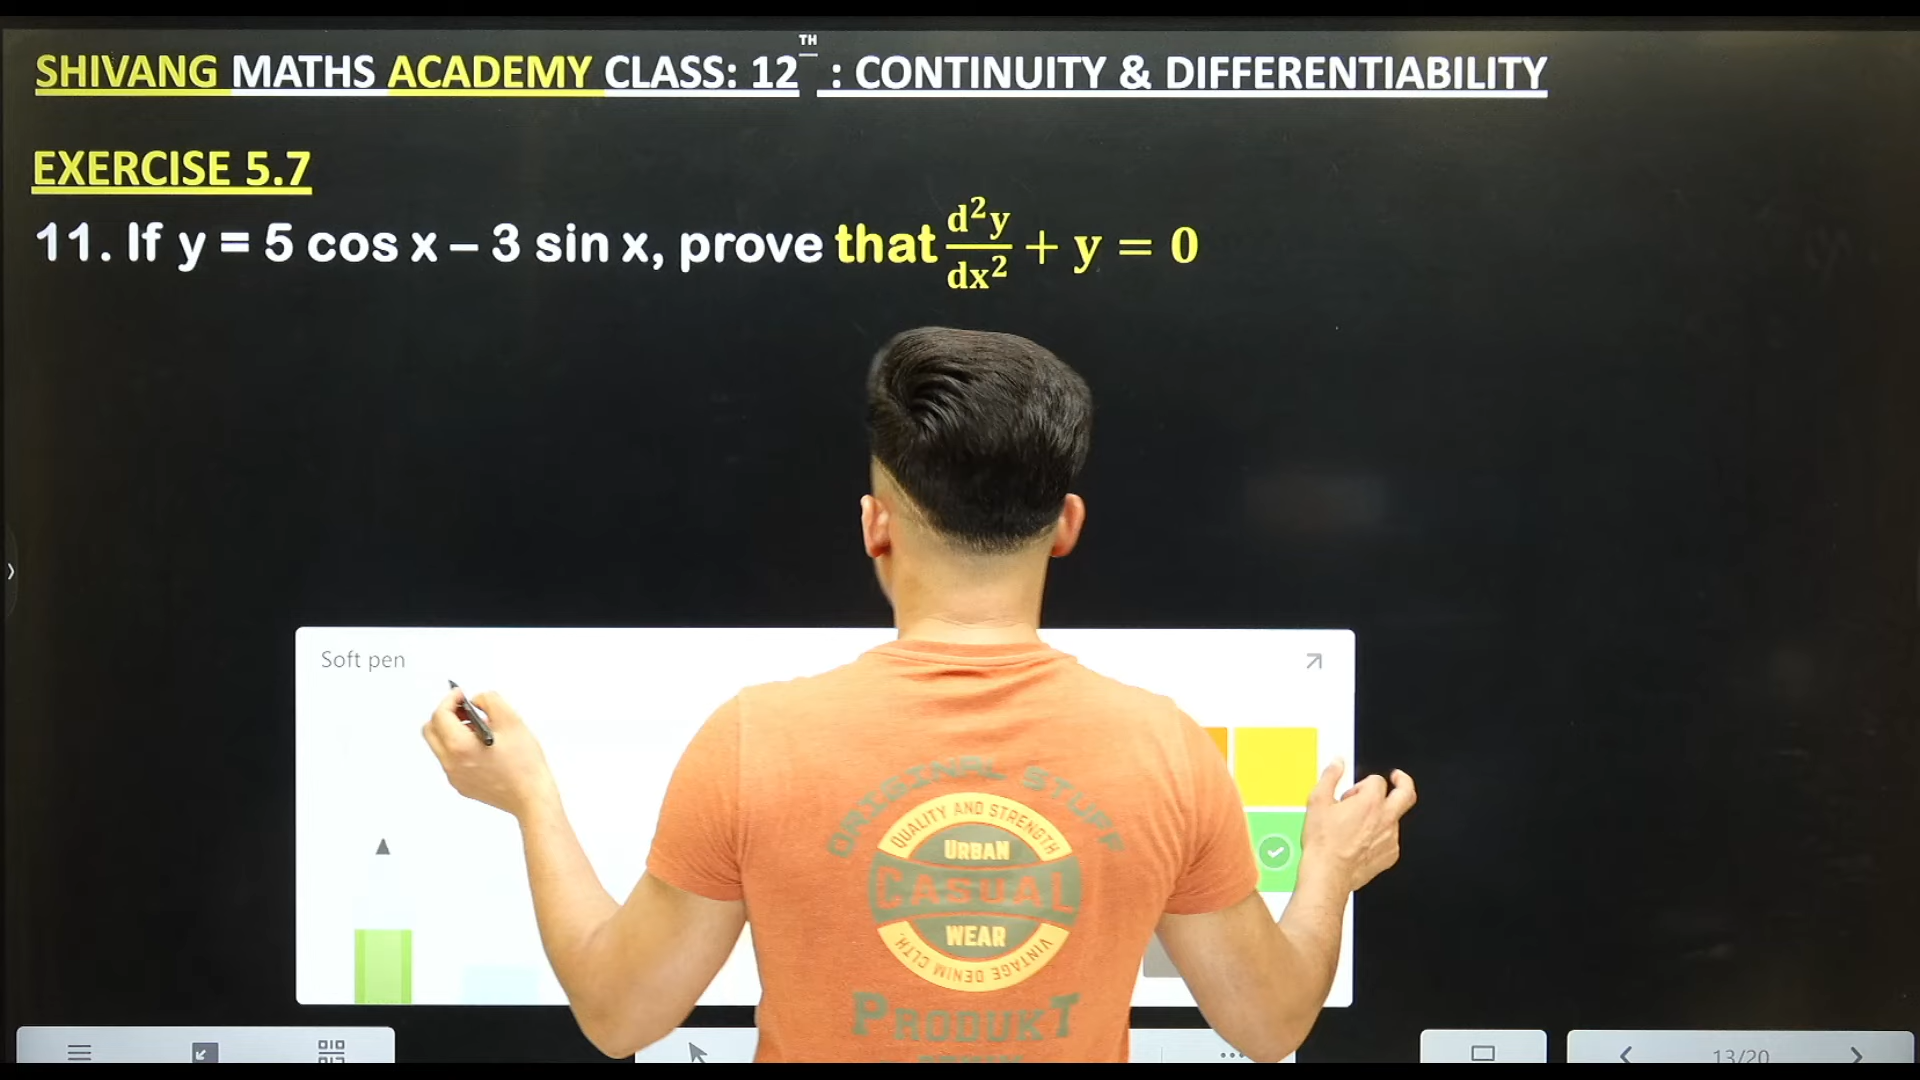 SHIVANG MATHS ACADEMY CLASS: 12TH : CONTINUITY & DIFFERENTIABILITY
EXERCISE 5.7
11. If y = 5 cos x – 3 sin x, prove that d²y/dx² + y = 0
Soft pen
ORIGINAL STUFF
QUALITY AND STRENGTH
URBAN
CASUAL
WEAR
VINTAGE DENIM CLTH.
PRODUKT
13/20